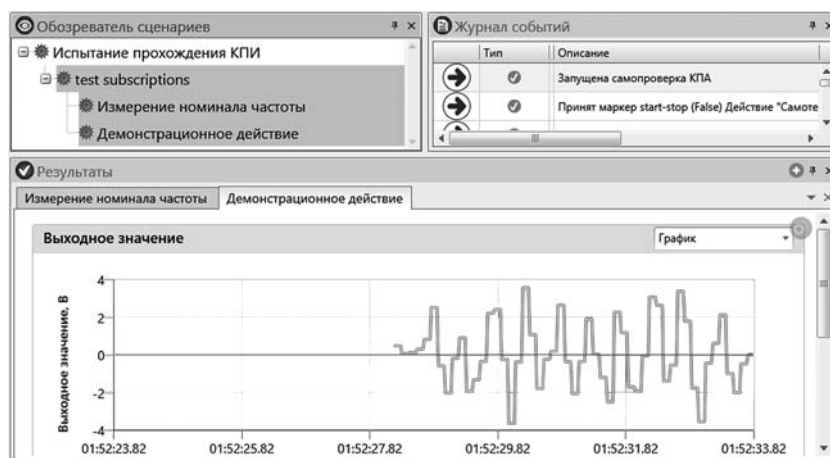 Обозреватель сценариев
Испытание прохождения КПИ
test subscriptions
Измерение номинала частоты
Демонстрационное действие
Журнал событий
Тип Описание
Запущена самопроверка КПА
Принят маркер start-stop (False) Действие "Самоте
Результаты
Измерение номинала частоты Демонстрационное действие
Выходное значение График
Выходное значение, В
4
2
0
-2
-4
01:52:23.82 01:52:25.82 01:52:27.82 01:52:29.82 01:52:31.82 01:52:33.82